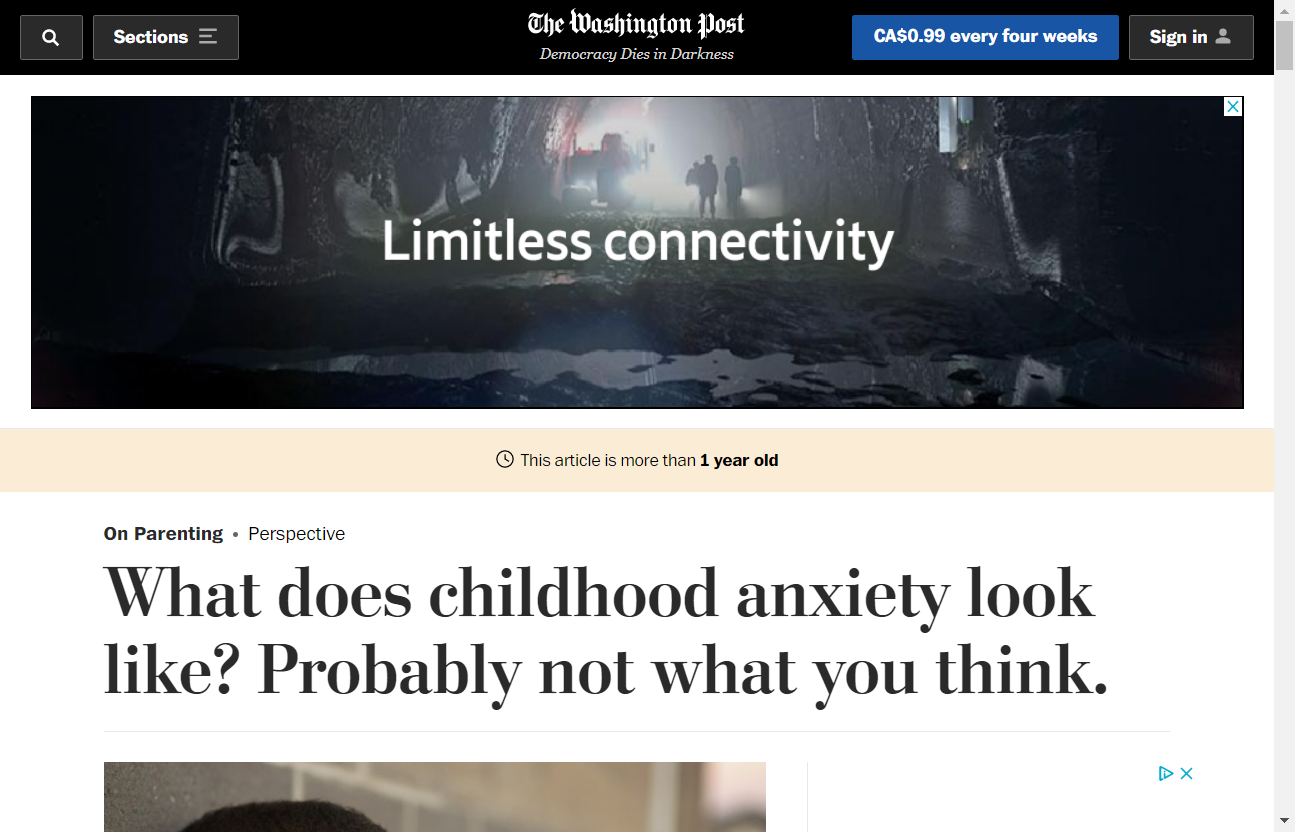 Sections
The Washington Post
Democracy Dies in Darkness
CA$0.99 every four weeks
Sign in
Limitless connectivity
This article is more than 1 year old
On Parenting • Perspective
What does childhood anxiety look
like? Probably not what you think.